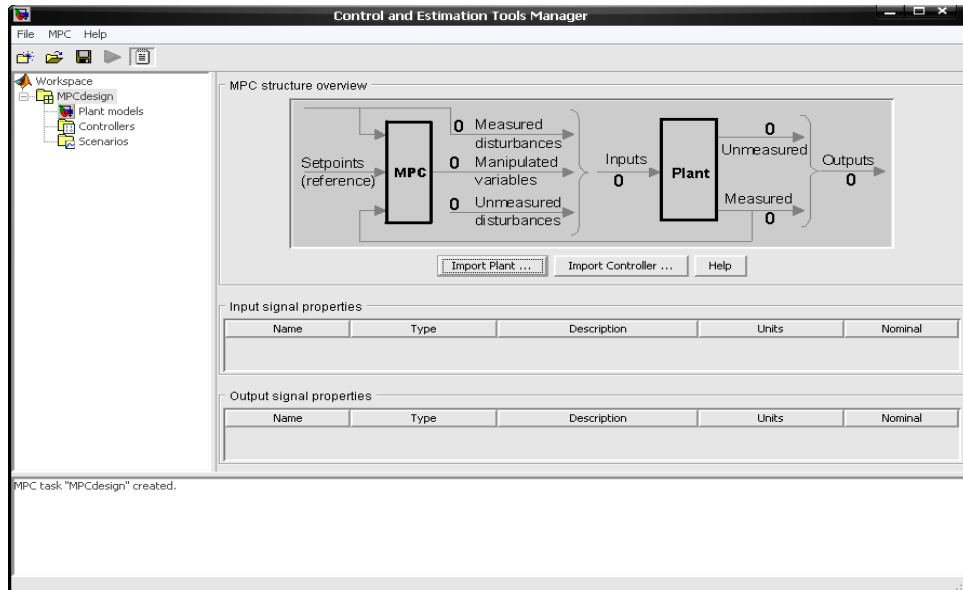 Control and Estimation Tools Manager
File MPC Help
Workspace
MPCdesign
Plant models
Controllers
Scenarios
MPC structure overview
Setpoints
(reference)
MPC
0 Measured
disturbances
0 Manipulated
variables
0 Unmeasured
disturbances
Inputs
0
Plant
0
Unmeasured
Measured
0
Outputs
0
Import Plant ... Import Controller ... Help
Input signal properties
Name Type Description Units Nominal
Output signal properties
Name Type Description Units Nominal
MPC task "MPCdesign" created.